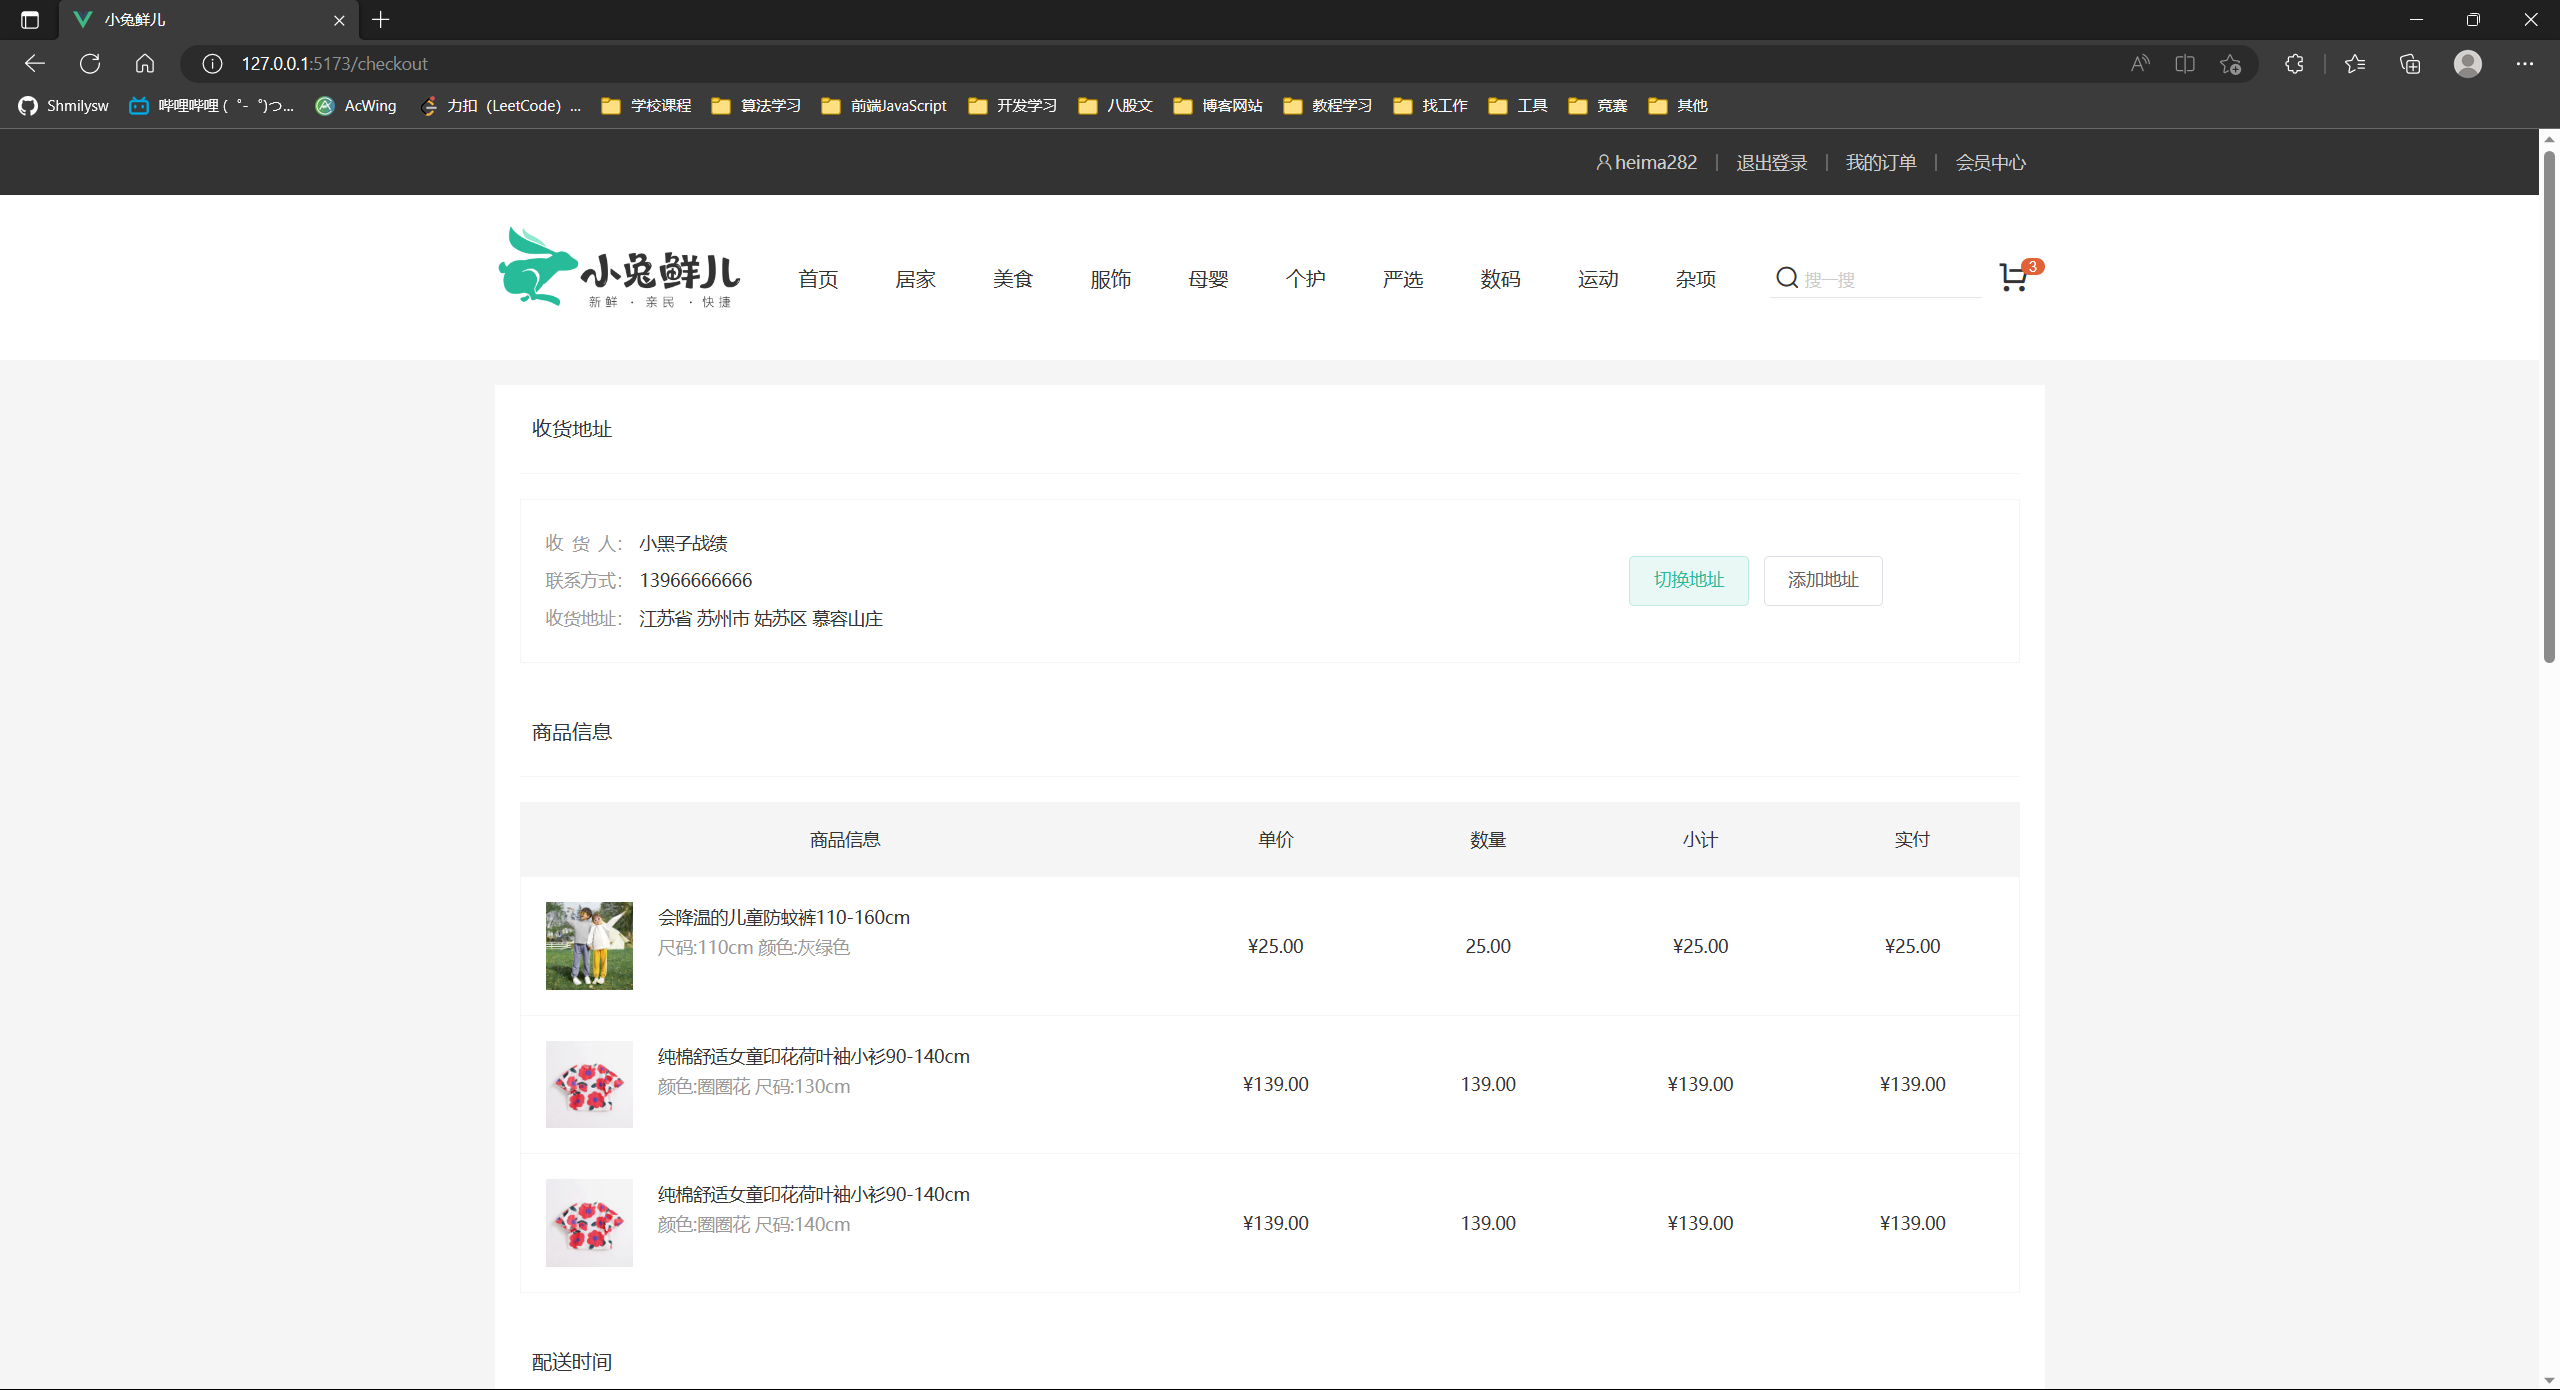 小兔鲜儿
127.0.0.1:5173/checkout
Shmilysw 哔哩哔哩 ( ゜- ゜)つ... AcWing 力扣（LeetCode）... 学校课程 算法学习 前端JavaScript 开发学习 八股文 博客网站 教程学习 找工作 工具 竞赛 其他
heima282 退出登录 我的订单 会员中心
小兔鲜儿
新鲜 · 亲民 · 快捷
首页 居家 美食 服饰 母婴 个护 严选 数码 运动 杂项 搜一搜 3
收货地址
收 货 人： 小黑子战绩
联系方式： 13966666666
收货地址： 江苏省 苏州市 姑苏区 慕容山庄
切换地址 添加地址
商品信息
商品信息 单价 数量 小计 实付
会降温的儿童防蚊裤110-160cm
尺码:110cm 颜色:灰绿色
¥25.00 25.00 ¥25.00 ¥25.00
纯棉舒适女童印花荷叶袖小衫90-140cm
颜色:圈圈花 尺码:130cm
¥139.00 139.00 ¥139.00 ¥139.00
纯棉舒适女童印花荷叶袖小衫90-140cm
颜色:圈圈花 尺码:140cm
¥139.00 139.00 ¥139.00 ¥139.00
配送时间